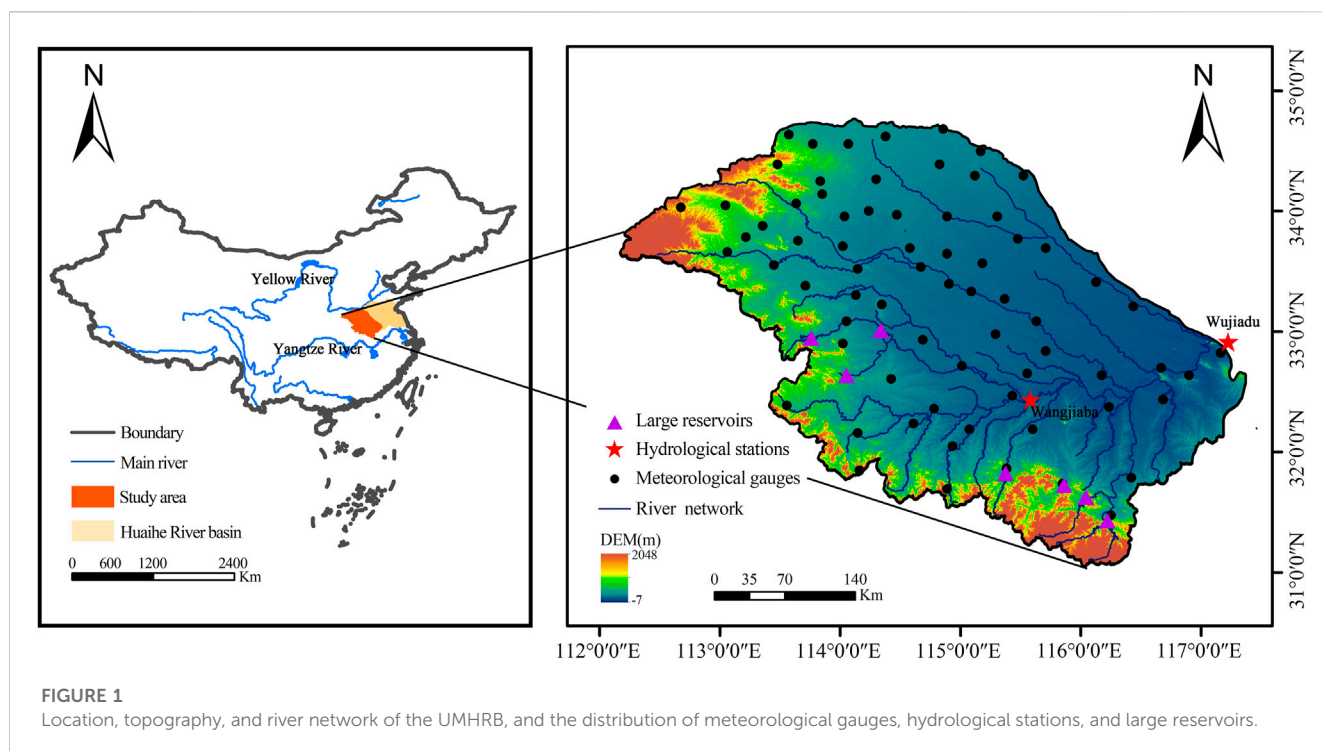 N
Yellow River
Yangtze River
Boundary
Main river
Study area
Huaihe River basin
0 600 1200 2400
Km
N
Wujiadu
Wangjiaba
Large reservoirs
Hydrological stations
Meteorological gauges
River network
DEM(m)
2048
-7
0 35 70 140
Km
35°0'0"N
34°0'0"N
33°0'0"N
32°0'0"N
31°0'0"N
112°0'0"E 113°0'0"E 114°0'0"E 115°0'0"E 116°0'0"E 117°0'0"E
FIGURE 1
Location, topography, and river network of the UMHRB, and the distribution of meteorological gauges, hydrological stations, and large reservoirs.